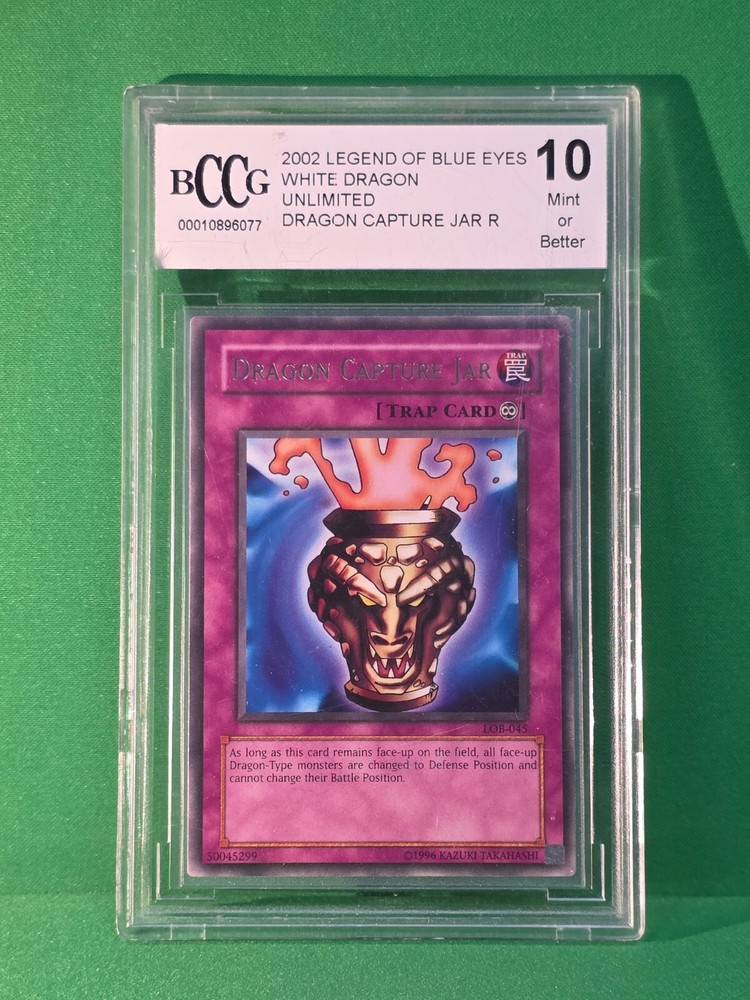 BCCG
00010896077
2002 LEGEND OF BLUE EYES
WHITE DRAGON
UNLIMITED
DRAGON CAPTURE JAR R
10
Mint
or
Better
DRAGON CAPTURE JAR
TRAP
罠
[TRAP CARD∞]
LOB-045
As long as this card remains face-up on the field, all face-up
Dragon-Type monsters are changed to Defense Position and
cannot change their Battle Position.
50045299
©1996 KAZUKI TAKAHASHI